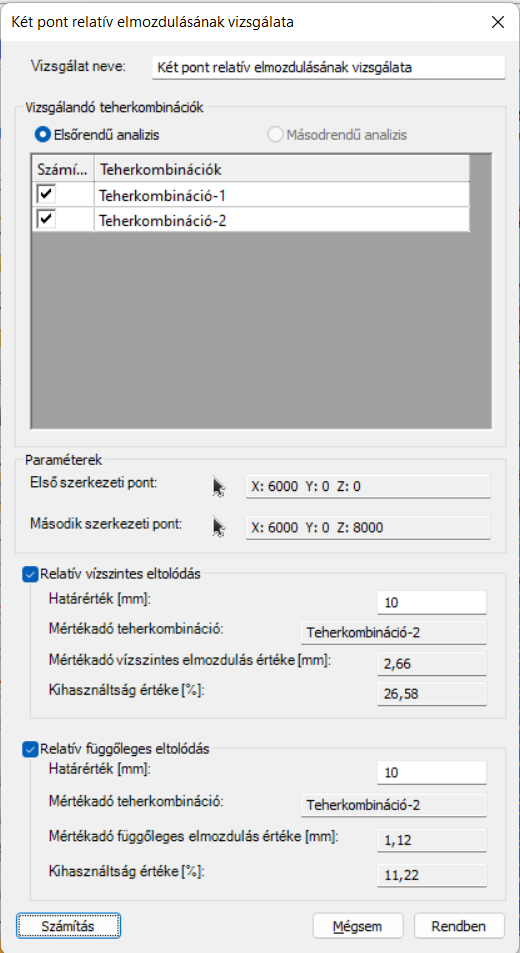 Két pont relatív elmozdulásának vizsgálata
Vizsgálat neve: Két pont relatív elmozdulásának vizsgálata
Vizsgálandó teherkombinációk
Elsőrendű analizis Másodrendű analizis
Számí... Teherkombinációk
Teherkombináció-1
Teherkombináció-2
Paraméterek
Első szerkezeti pont: X: 6000 Y: 0 Z: 0
Második szerkezeti pont: X: 6000 Y: 0 Z: 8000
Relatív vízszintes eltolódás
Határérték [mm]: 10
Mértékadó teherkombináció: Teherkombináció-2
Mértékadó vízszintes elmozdulás értéke [mm]: 2,66
Kihasználtság értéke [%]: 26,58
Relatív függőleges eltolódás
Határérték [mm]: 10
Mértékadó teherkombináció: Teherkombináció-2
Mértékadó függőleges elmozdulás értéke [mm]: 1,12
Kihasználtság értéke [%]: 11,22
Számítás Mégsem Rendben